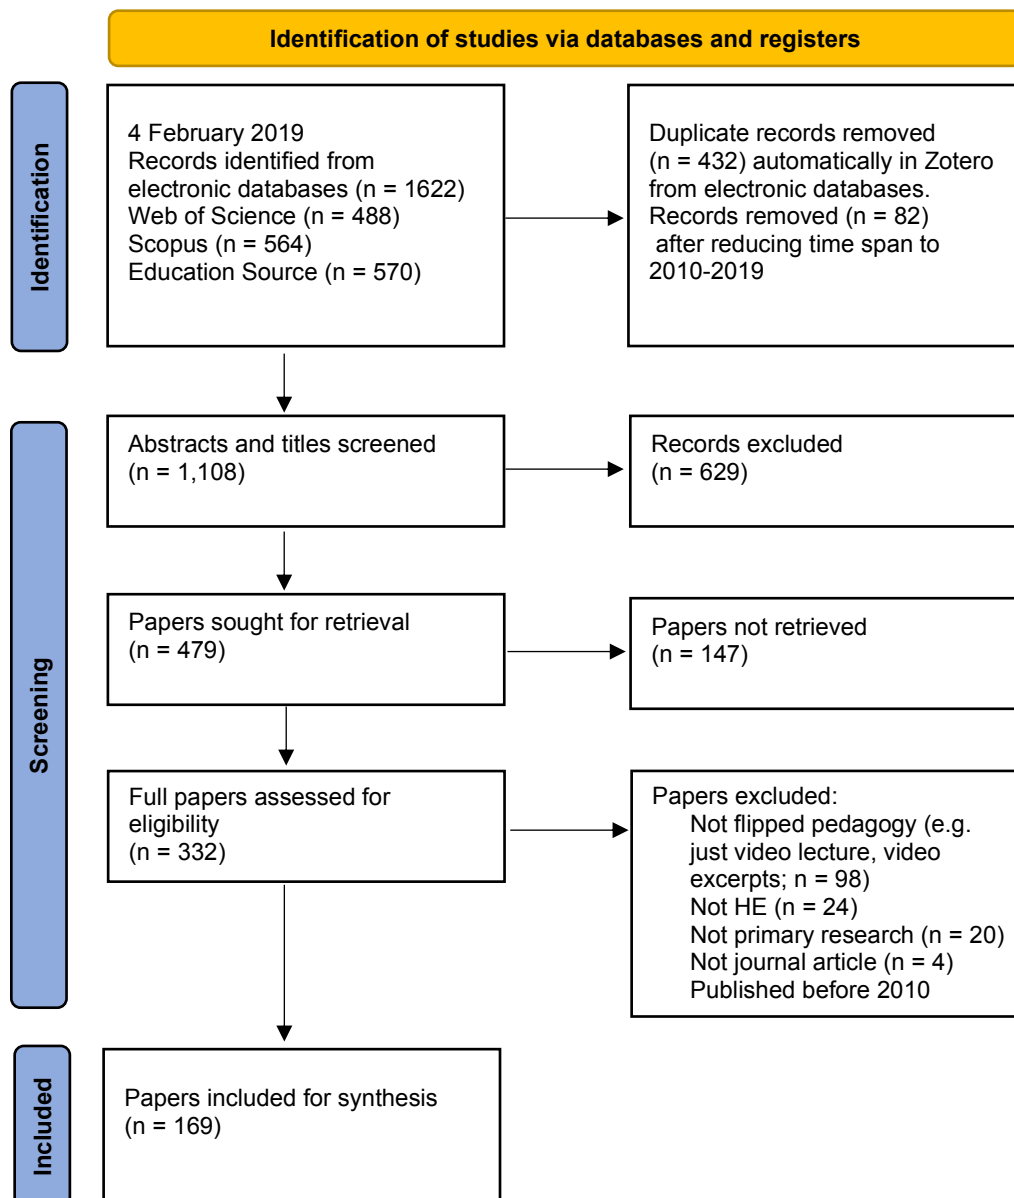 Identification of studies via databases and registers
Identification
4 February 2019
Records identified from
electronic databases (n = 1622)
Web of Science (n = 488)
Scopus (n = 564)
Education Source (n = 570)
Duplicate records removed
(n = 432) automatically in Zotero
from electronic databases.
Records removed (n = 82)
after reducing time span to
2010-2019
Screening
Abstracts and titles screened
(n = 1,108)
Records excluded
(n = 629)
Papers sought for retrieval
(n = 479)
Papers not retrieved
(n = 147)
Full papers assessed for
eligibility
(n = 332)
Papers excluded:
Not flipped pedagogy (e.g.
just video lecture, video
excerpts; n = 98)
Not HE (n = 24)
Not primary research (n = 20)
Not journal article (n = 4)
Published before 2010
Included
Papers included for synthesis
(n = 169)